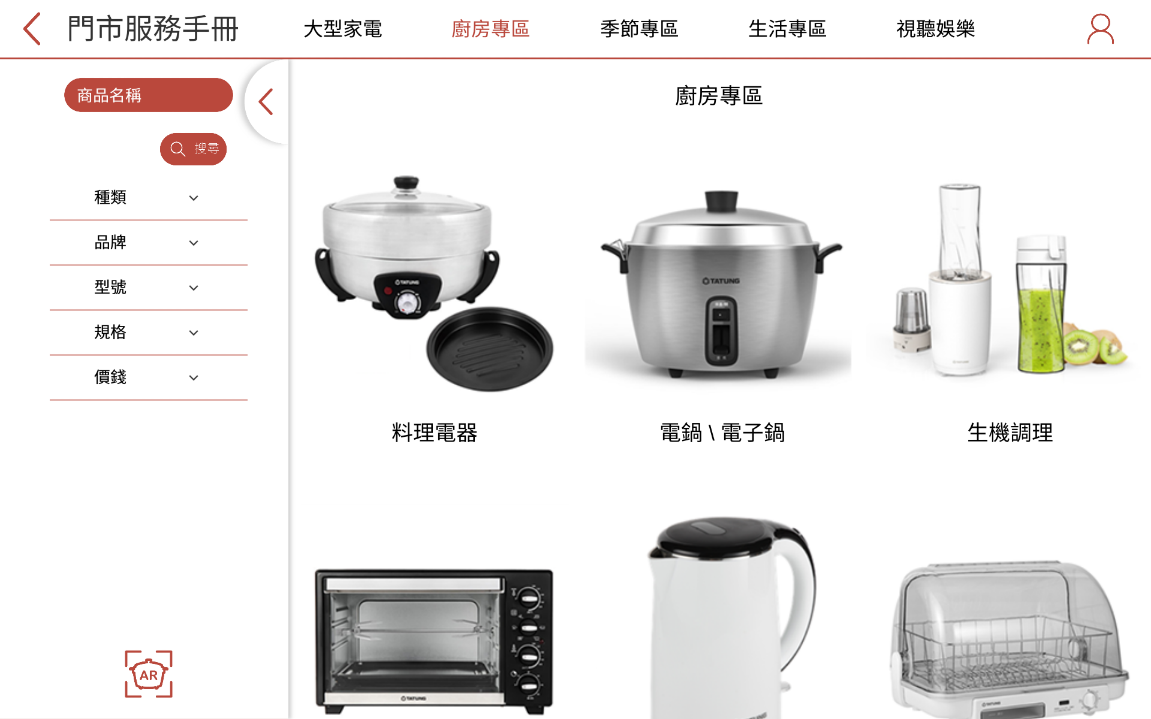 門市服務手冊
大型家電
廚房專區
季節專區
生活專區
視聽娛樂
商品名稱
搜尋
種類
品牌
型號
規格
價錢
AR
廚房專區
TATUNG
TATUNG
料理電器
電鍋 \ 電子鍋
生機調理
TATUNG
TATUNG